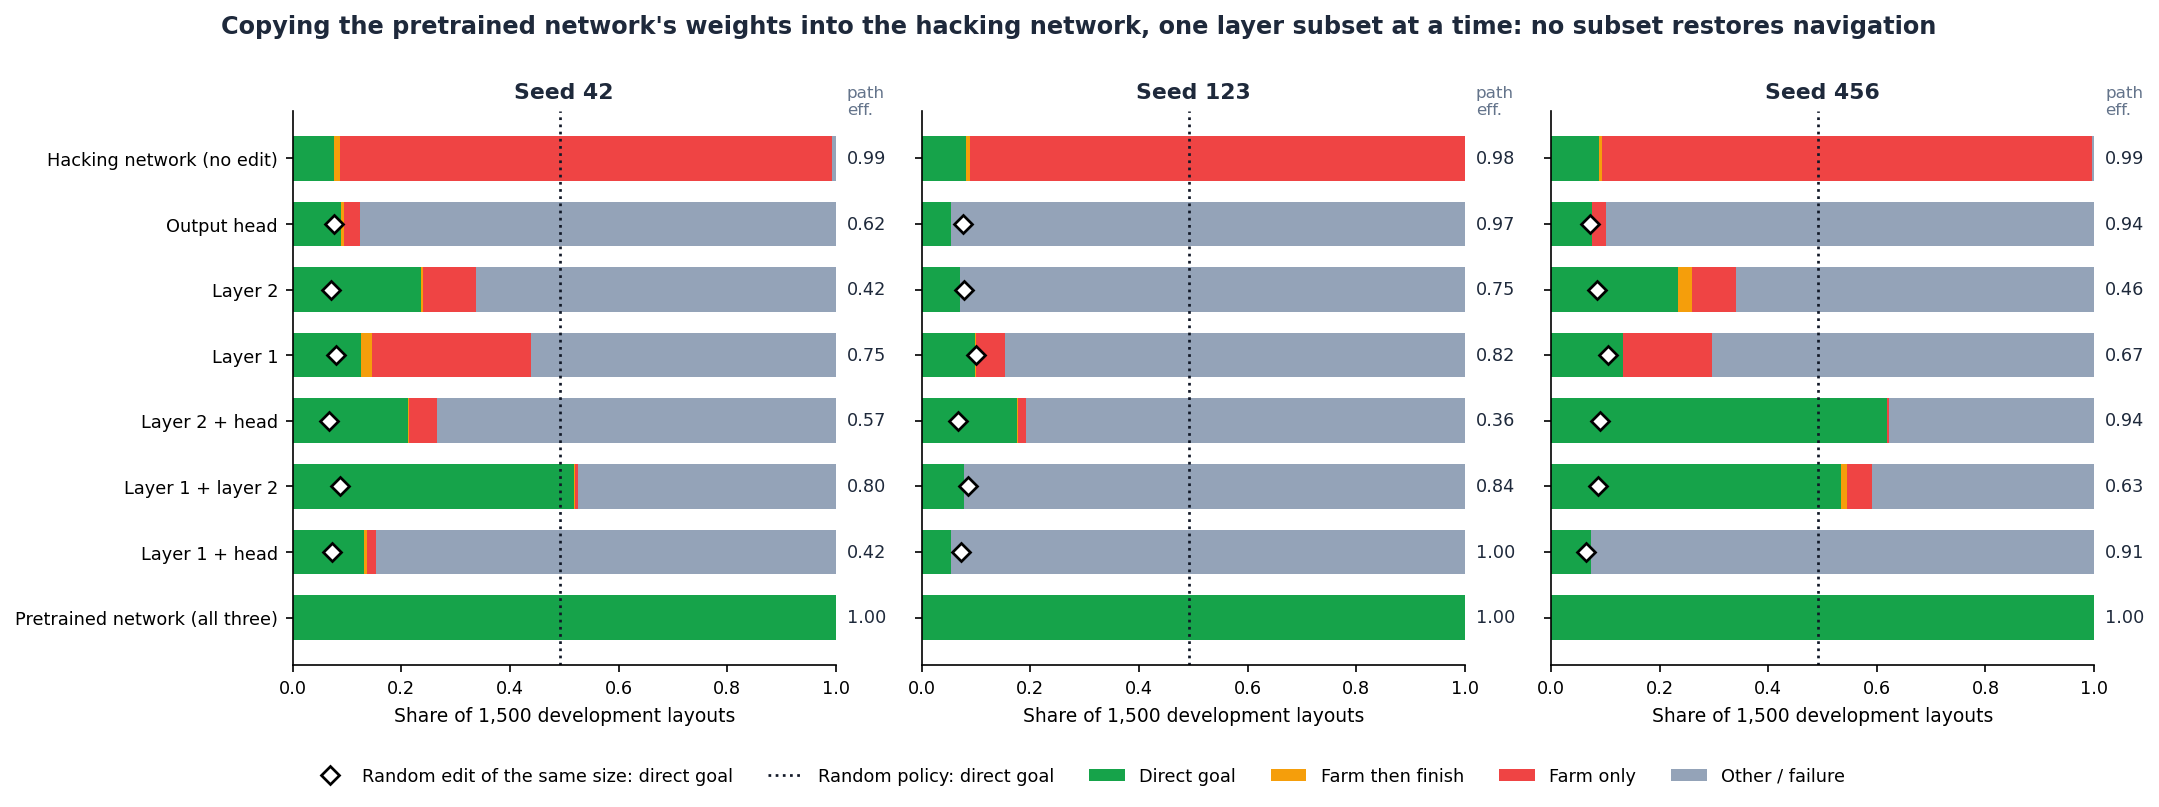 Copying the pretrained network's weights into the hacking network, one layer subset at a time: no subset restores navigation
Seed 42
path
eff.
Seed 123
path
eff.
Seed 456
path
eff.
Hacking network (no edit)
0.99
0.98
0.99
Output head
0.62
0.97
0.94
Layer 2
0.42
0.75
0.46
Layer 1
0.75
0.82
0.67
Layer 2 + head
0.57
0.36
0.94
Layer 1 + layer 2
0.80
0.84
0.63
Layer 1 + head
0.42
1.00
0.91
Pretrained network (all three)
1.00
1.00
1.00
0.0 0.2 0.4 0.6 0.8 1.0
0.0 0.2 0.4 0.6 0.8 1.0
0.0 0.2 0.4 0.6 0.8 1.0
Share of 1,500 development layouts
Share of 1,500 development layouts
Share of 1,500 development layouts
Random edit of the same size: direct goal
Random policy: direct goal
Direct goal
Farm then finish
Farm only
Other / failure